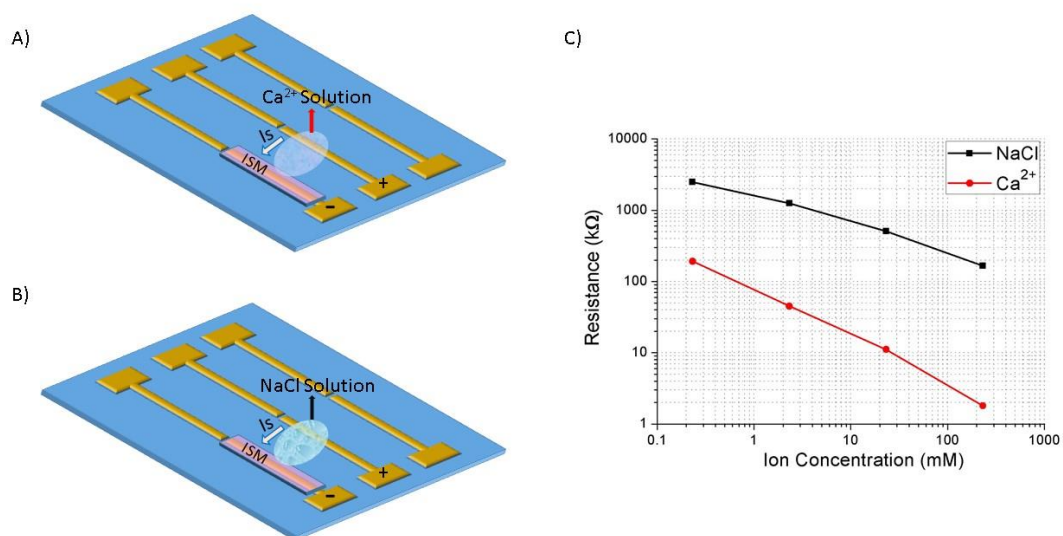 A)
Ca²⁺ Solution
Is
ISM
+
-
B)
NaCl Solution
Is
ISM
+
-
C)
10000
1000
100
10
1
Resistance (kΩ)
NaCl
Ca²⁺
0.1 1 10 100 1000
Ion Concentration (mM)